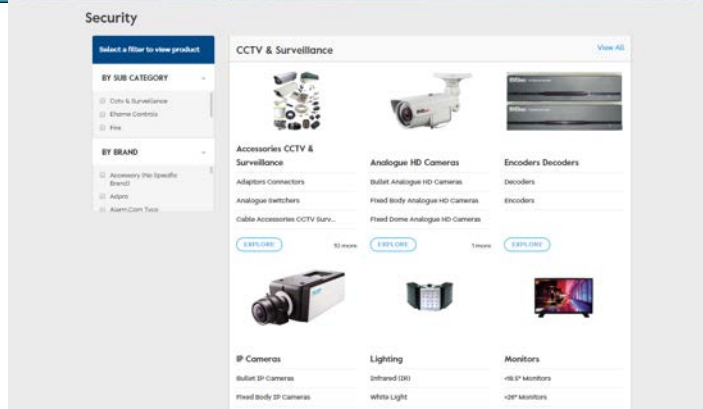 Security
Select a filter to view product
BY SUB CATEGORY
Cctv & Surveillance
Ehome Controls
Fire
BY BRAND
Accessory (No Specific
Brand)
Adpro
Alarm.Com Tyco
CCTV & Surveillance
View All
Accessories CCTV &
Surveillance
Adaptors Connectors
Analogue Switchers
Cable Accessories CCTV Surv...
EXPLORE
10 more
Analogue HD Cameras
Bullet Analogue HD Cameras
Fixed Body Analogue HD Cameras
Fixed Dome Analogue HD Cameras
EXPLORE
1 more
Encoders Decoders
Decoders
Encoders
EXPLORE
IP Cameras
Bullet IP Cameras
Fixed Body IP Cameras
Lighting
Infrared (IR)
White Light
Monitors
<18.5" Monitors
<26" Monitors